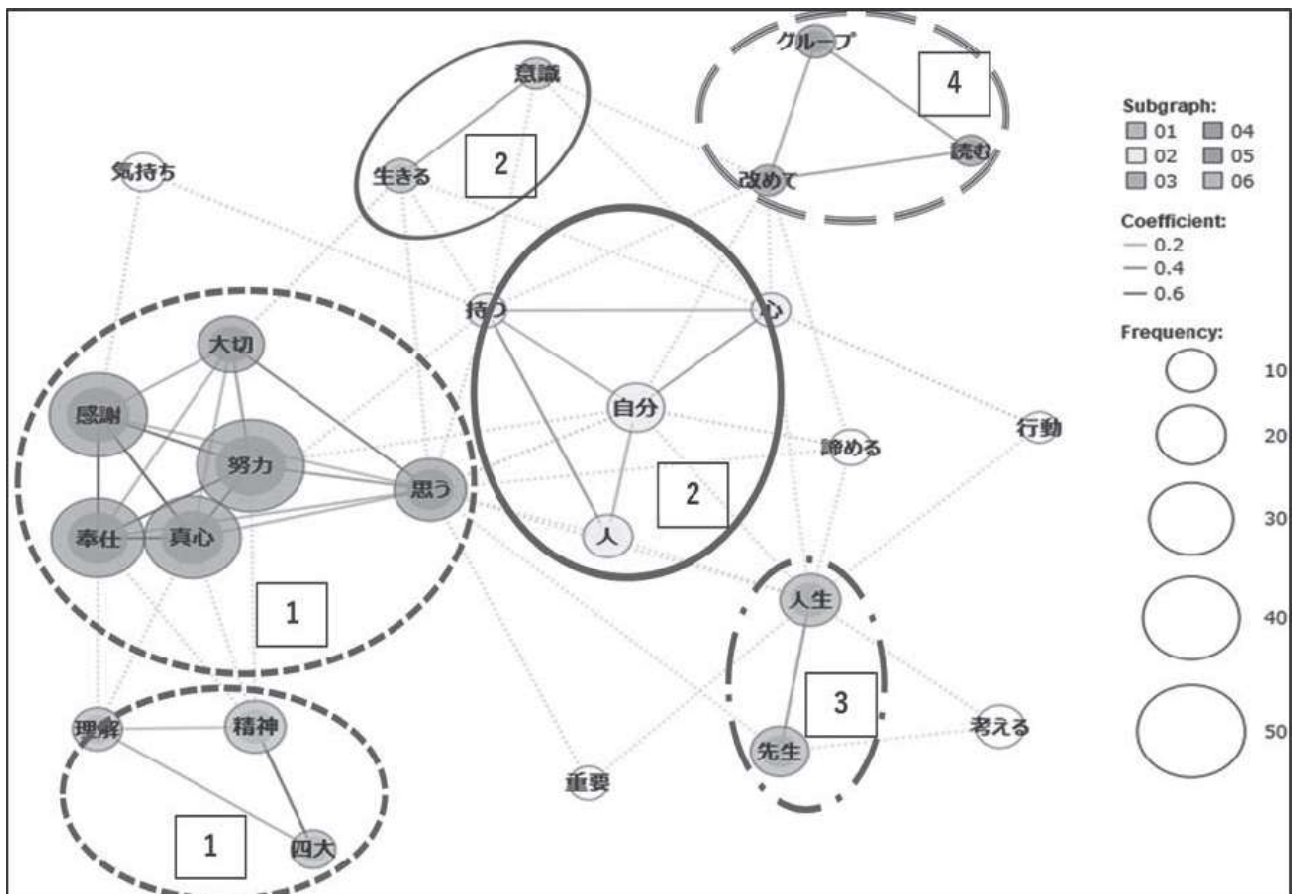 グループ
意識
4
Subgraph:
01 04
02 05
03 06
読む
2
気持ち
生きる
改めて
Coefficient:
0.2
0.4
0.6
持つ
心
Frequency:
大切
10
感謝
自分
20
行動
努力
諦める
思う
2
30
奉仕
真心
人
人生
1
40
3
理解
精神
考える
先生
50
重要
1
四大